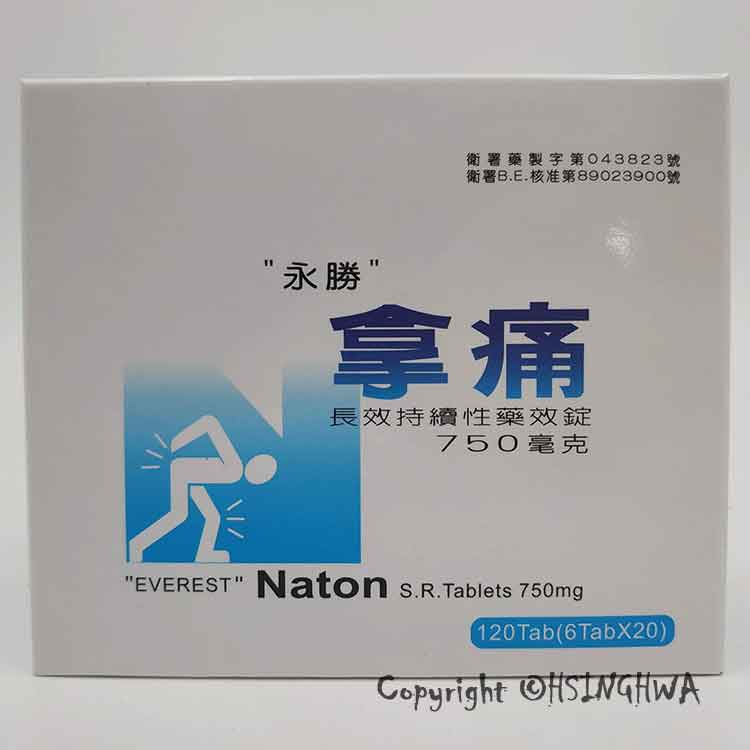 衛署藥製字第043823號
衛署B.E.核准第89023900號
"永勝"
拿痛
長效持續性藥效錠
750毫克
"EVEREST" Naton S.R.Tablets 750mg
120Tab(6TabX20)
Copyright ©HSINGHWA